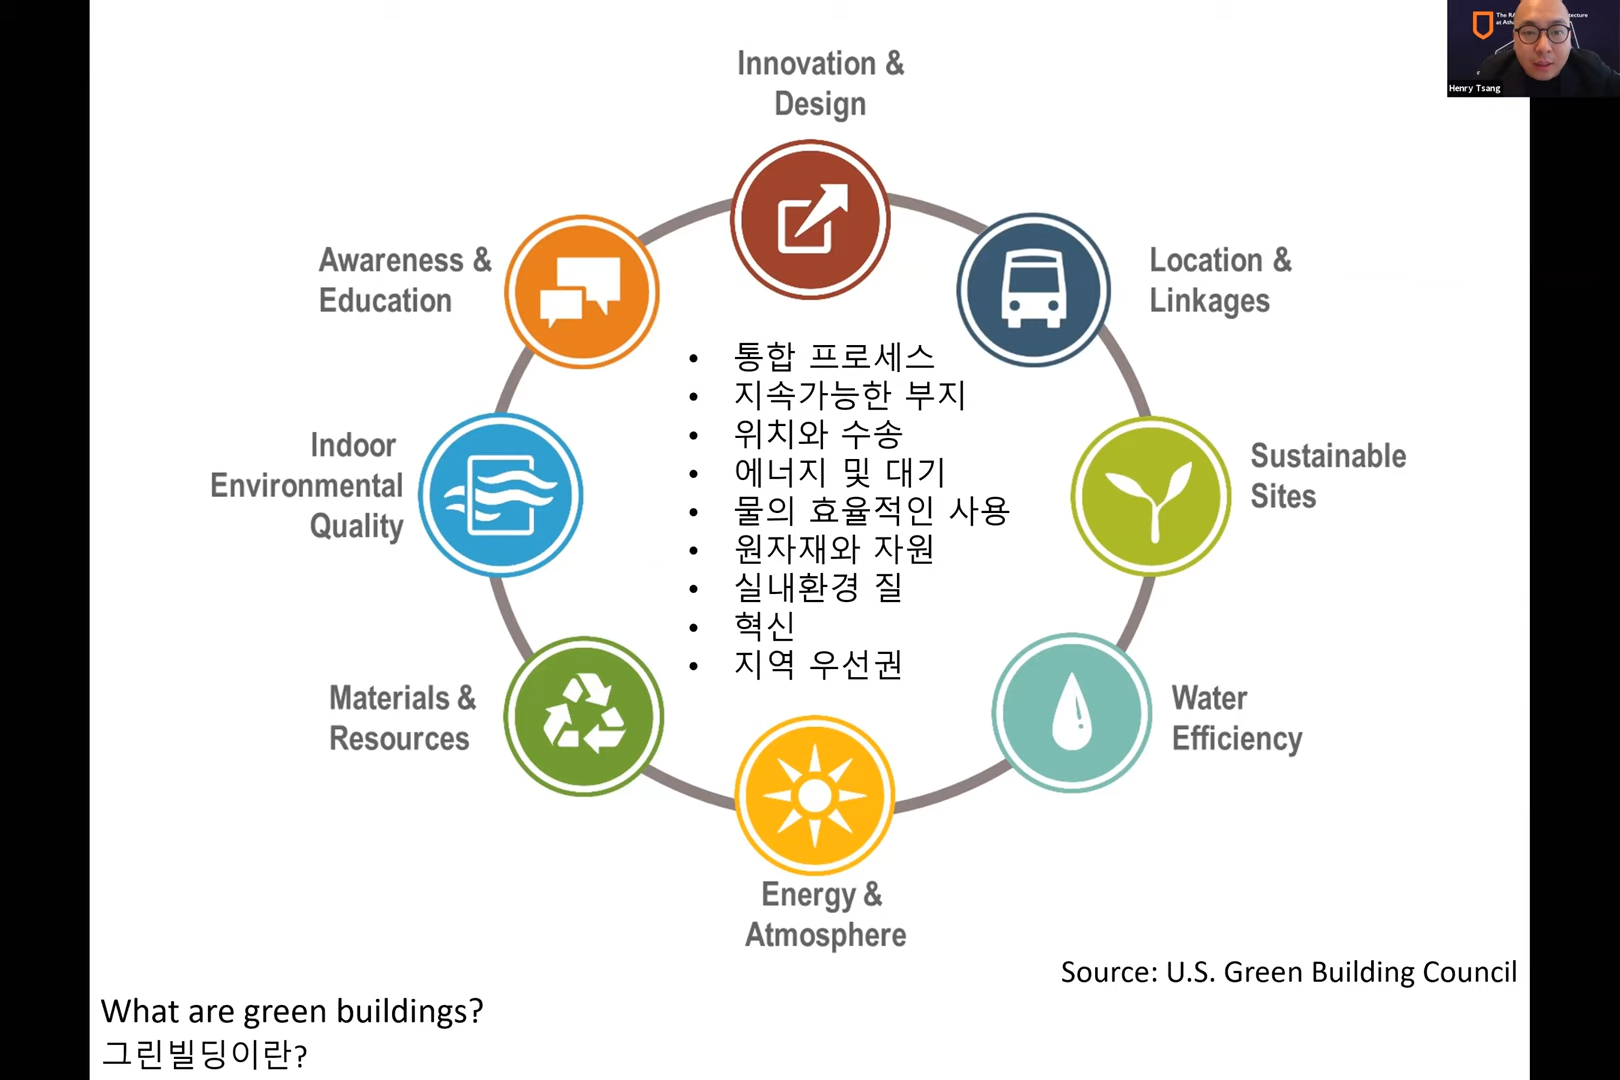 Innovation &
Design
Awareness &
Education
Location &
Linkages
• 통합 프로세스
• 지속가능한 부지
• 위치와 수송
• 에너지 및 대기
• 물의 효율적인 사용
• 원자재와 자원
• 실내환경 질
• 혁신
• 지역 우선권
Indoor
Environmental
Quality
Sustainable
Sites
Materials &
Resources
Water
Efficiency
Energy &
Atmosphere
Source: U.S. Green Building Council
What are green buildings?
그린빌딩이란?
The
Henry Tsang